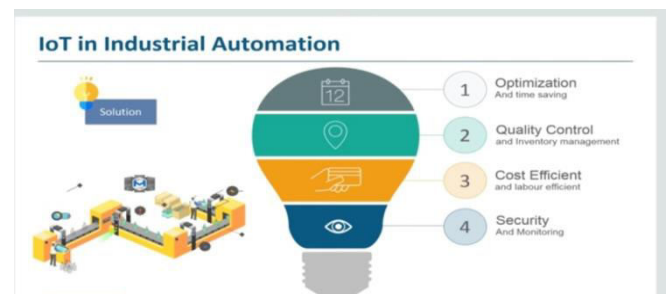 IoT in Industrial Automation
Solution
12
1
Optimization
And time saving
2
Quality Control
and Inventory management
3
Cost Efficient
and labour efficient
4
Security
And Monitoring